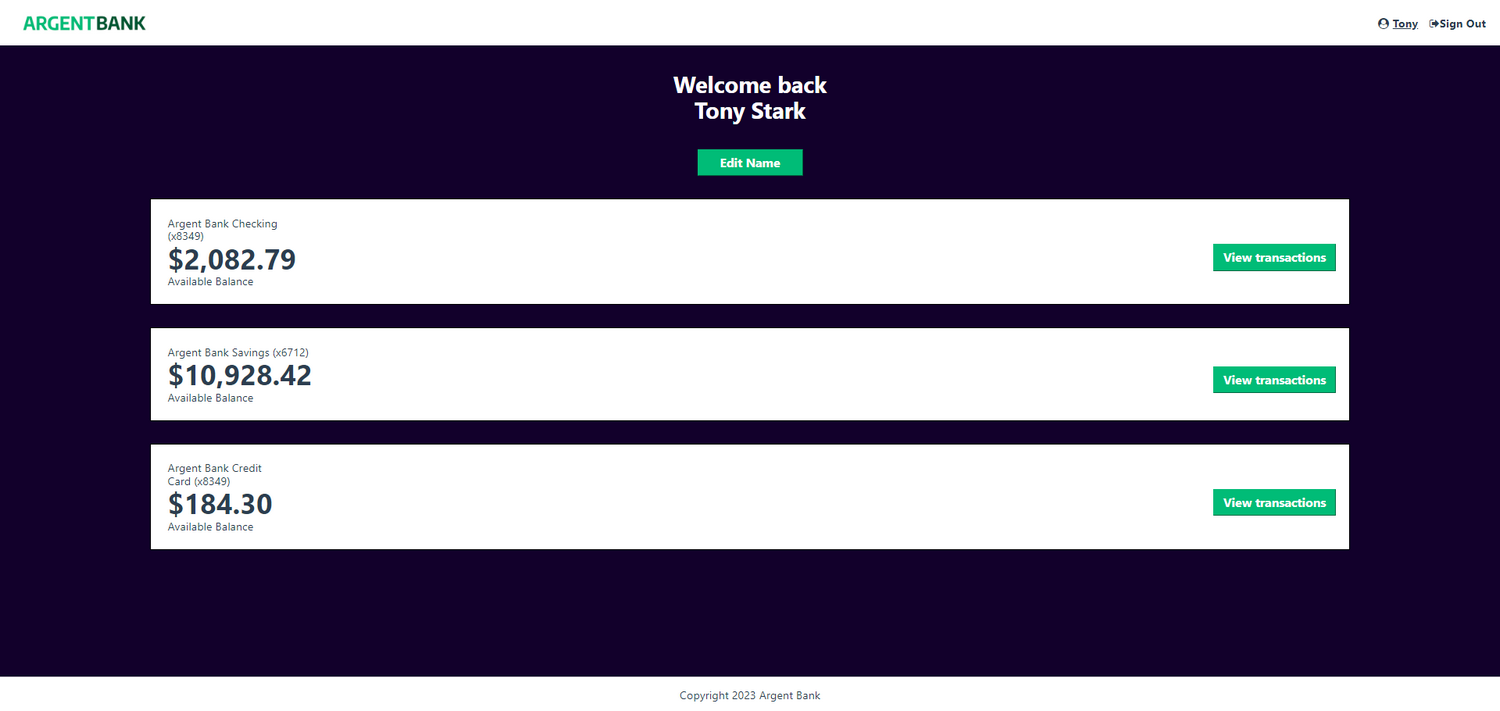 ARGENTBANK
Tony Sign Out
Welcome back
Tony Stark
Edit Name
Argent Bank Checking
(x8349)
$2,082.79
Available Balance
View transactions
Argent Bank Savings (x6712)
$10,928.42
Available Balance
View transactions
Argent Bank Credit
Card (x8349)
$184.30
Available Balance
View transactions
Copyright 2023 Argent Bank